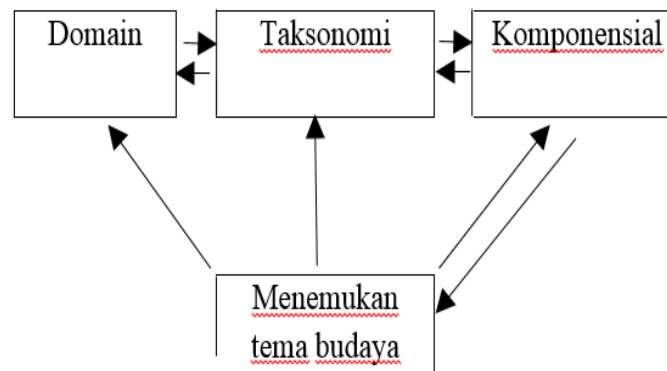 Domain
Taksonomi
Komponensial
Menemukan
tema budaya